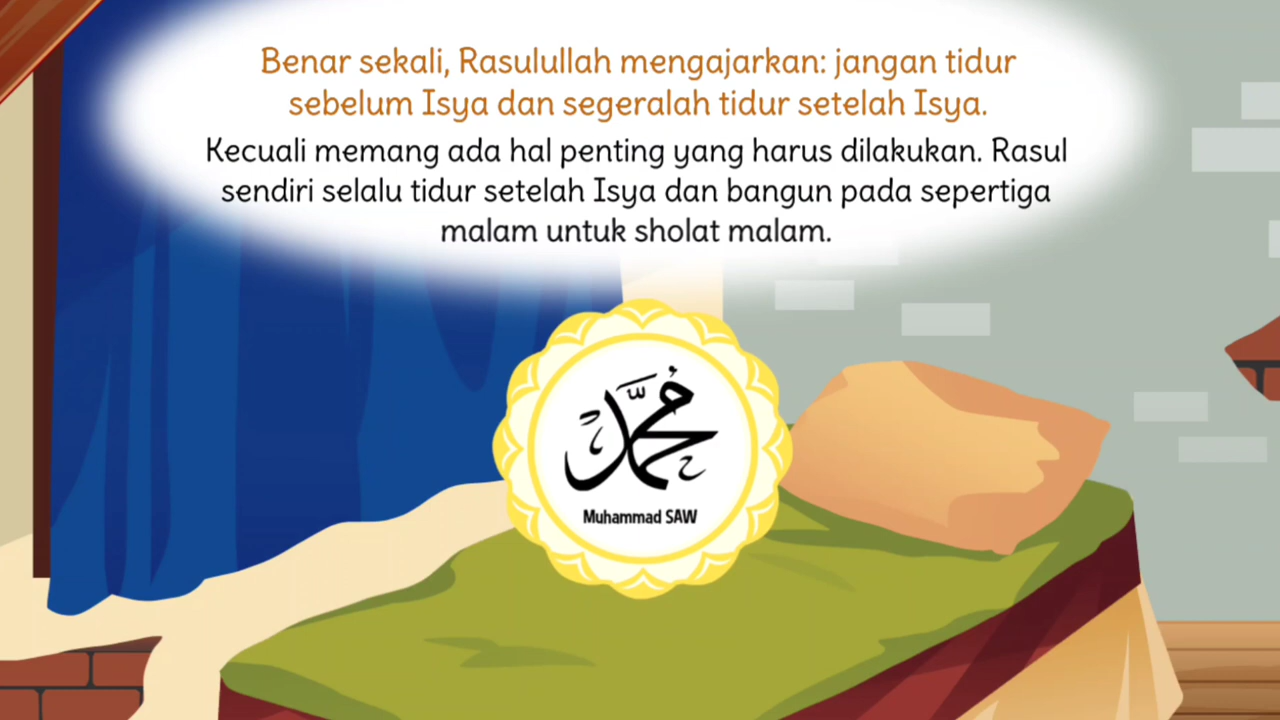 Benar sekali, Rasulullah mengajarkan: jangan tidur
sebelum Isya dan segeralah tidur setelah Isya.
Kecuali memang ada hal penting yang harus dilakukan. Rasul
sendiri selalu tidur setelah Isya dan bangun pada sepertiga
malam untuk sholat malam.
مُحَمَّد
Muhammad SAW